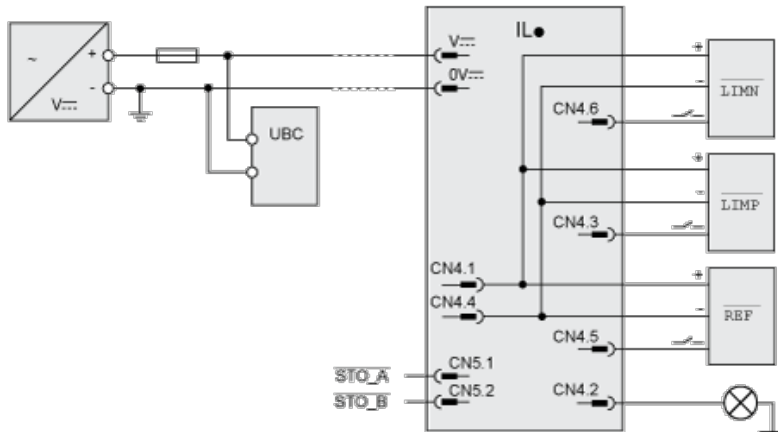 IL●
~
+
-
V⎓
V⎓
0V⎓
UBC
CN4.6
+
-
LIMN
CN4.3
+
-
LIMP
CN4.1
CN4.4
CN4.5
+
-
REF
STO_A
CN5.1
STO_B
CN5.2
CN4.2